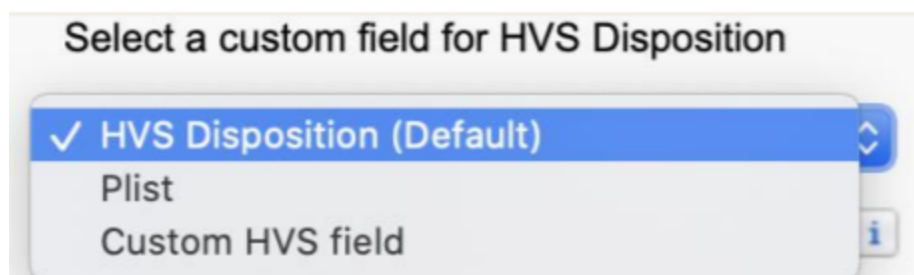 Select a custom field for HVS Disposition
✓ HVS Disposition (Default)
Plist
Custom HVS field
i